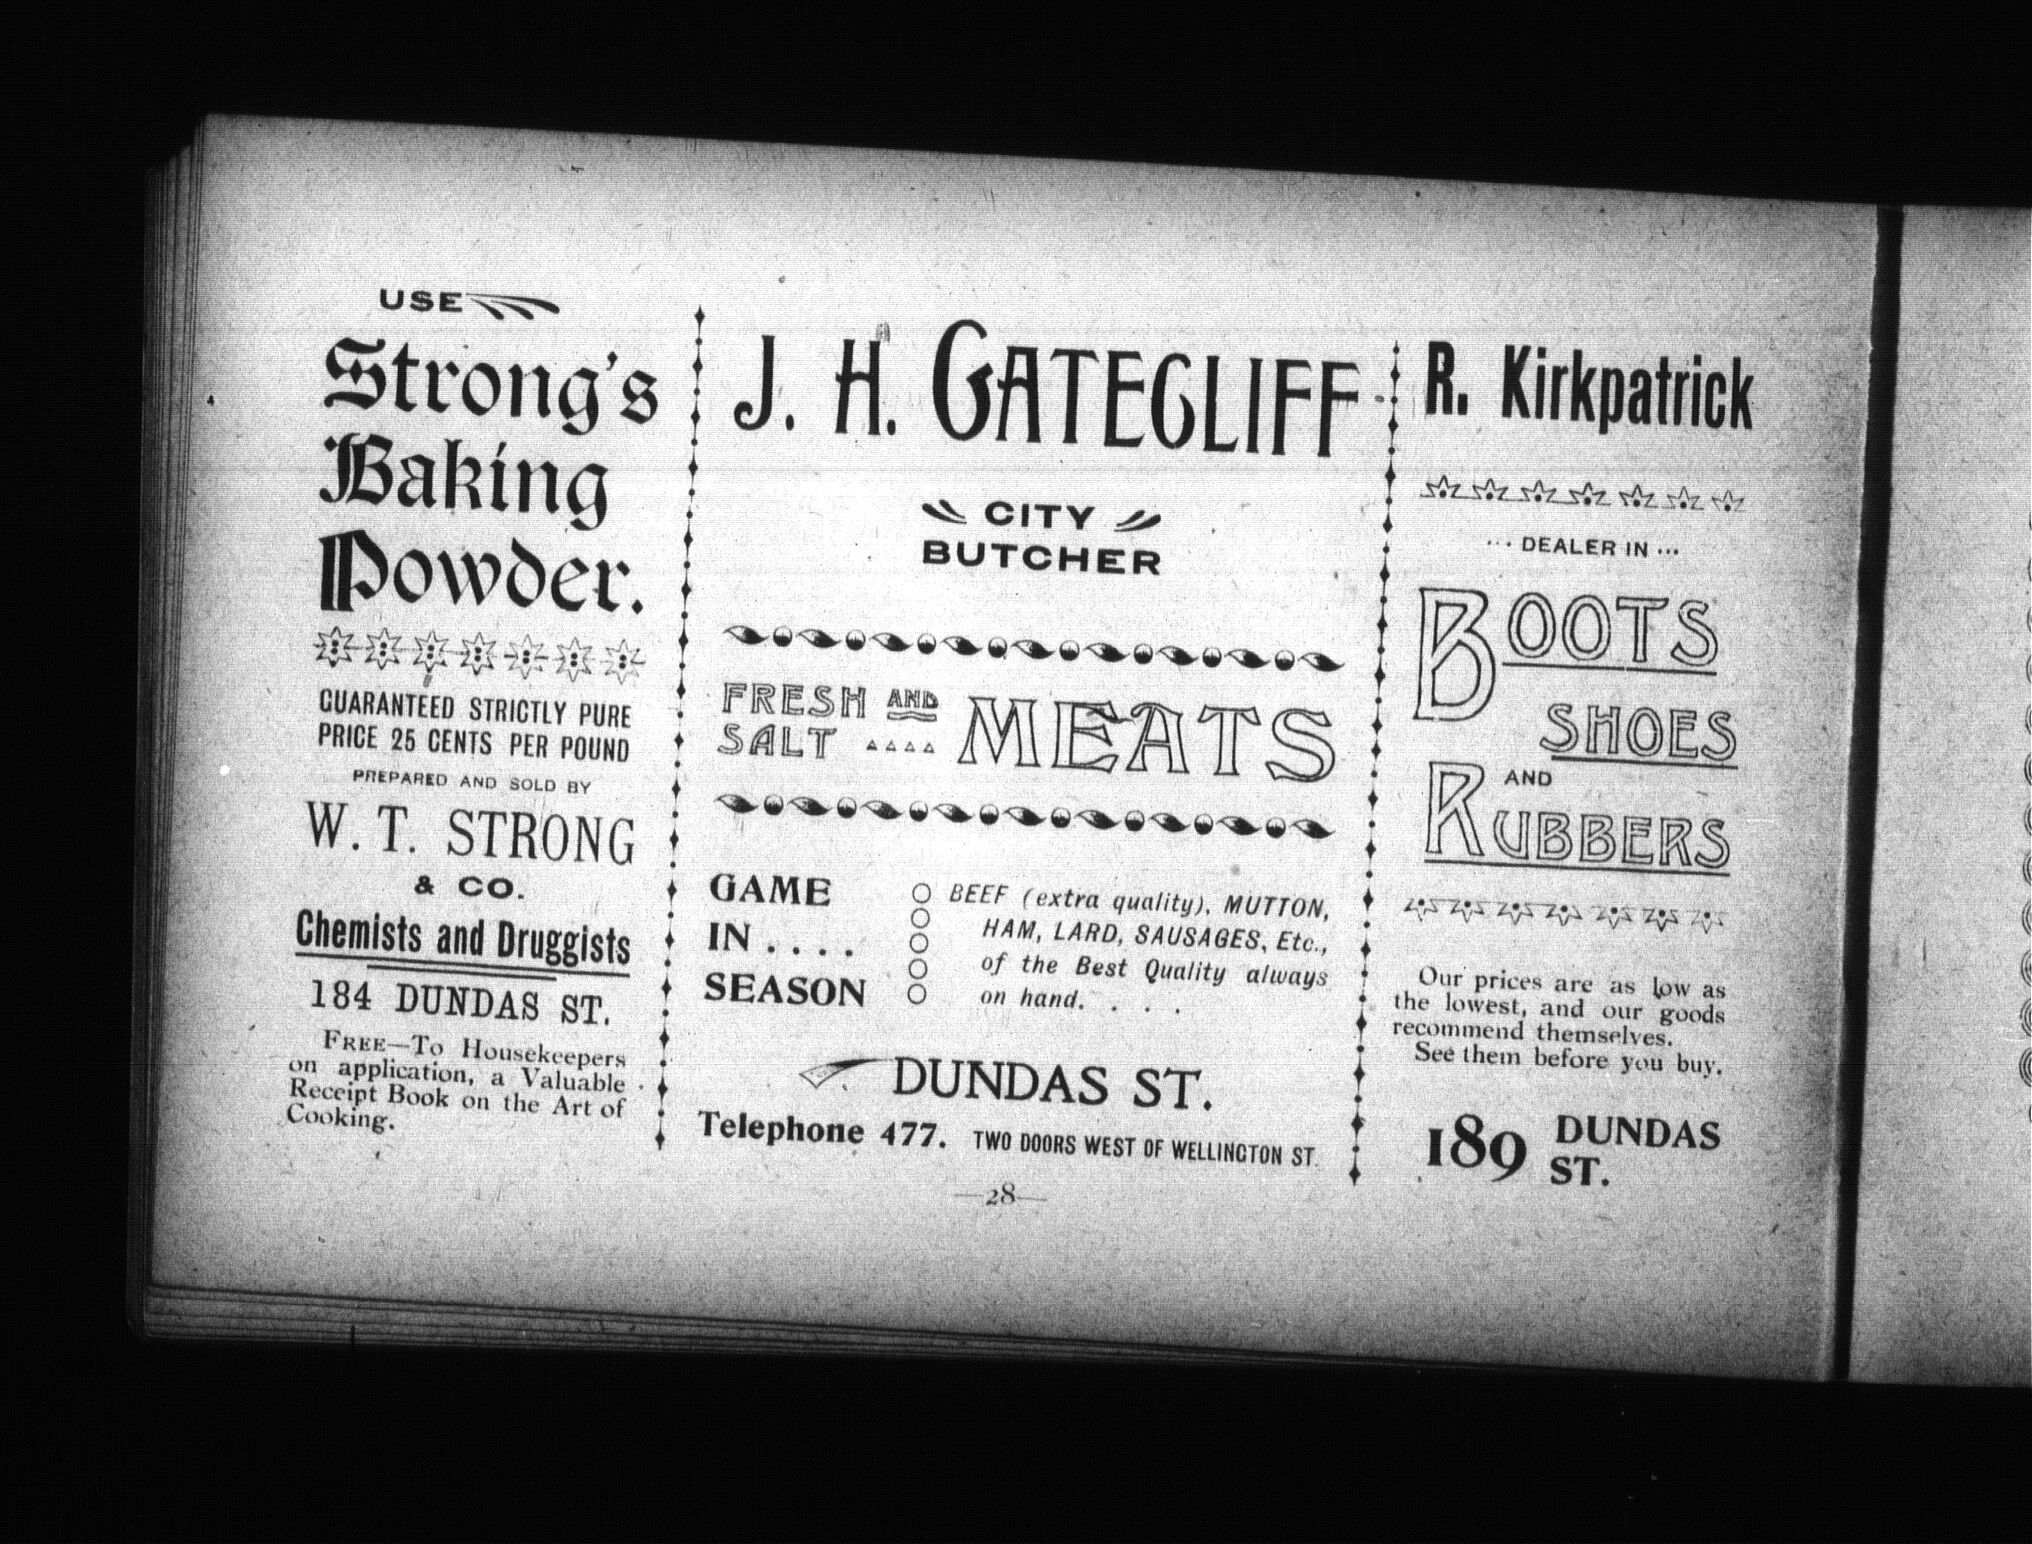 USE
Strong's
Baking
Powder.
GUARANTEED STRICTLY PURE
PRICE 25 CENTS PER POUND
PREPARED AND SOLD BY
W. T. STRONG
& CO.
Chemists and Druggists
184 DUNDAS ST.
FREE—To Housekeepers
on application, a Valuable
Receipt Book on the Art of
Cooking.
J. H. GATECLIFF
CITY
BUTCHER
FRESH AND
SALT
MEATS
GAME
IN . . . .
SEASON
BEEF (extra quality), MUTTON,
HAM, LARD, SAUSAGES, Etc.,
of the Best Quality always
on hand. . . .
DUNDAS ST.
Telephone 477. TWO DOORS WEST OF WELLINGTON ST.
—28—
R. Kirkpatrick
... DEALER IN ...
BOOTS
SHOES
AND
RUBBERS
Our prices are as low as
the lowest, and our goods
recommend themselves.
See them before you buy.
189 DUNDAS
ST.